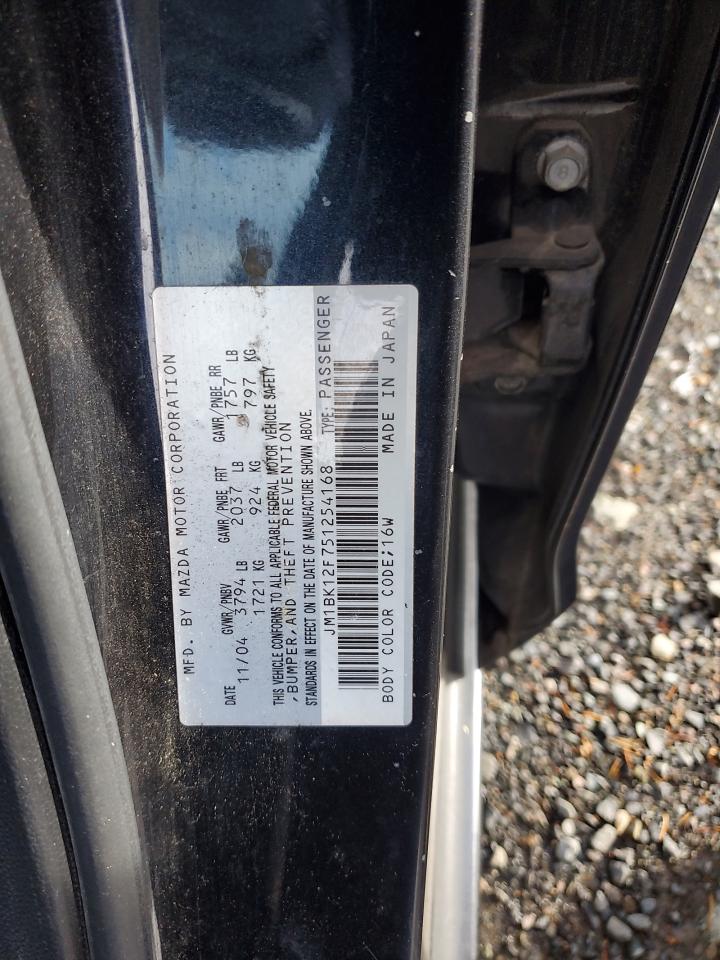 MFD. BY MAZDA MOTOR CORPORATION
DATE GVWR/PNBV GAWR/PNBE FRT GAWR/PNBE RR
11/04 3794 LB 2037 LB 1757 LB
1721 KG 924 KG 797 KG
THIS VEHICLE CONFORMS TO ALL APPLICABLE FEDERAL MOTOR VEHICLE SAFETY
,BUMPER,AND THEFT PREVENTION
STANDARDS IN EFFECT ON THE DATE OF MANUFACTURE SHOWN ABOVE.
JM1BK12F751254168 TYPE: PASSENGER
BODY COLOR CODE;16W MADE IN JAPAN
8